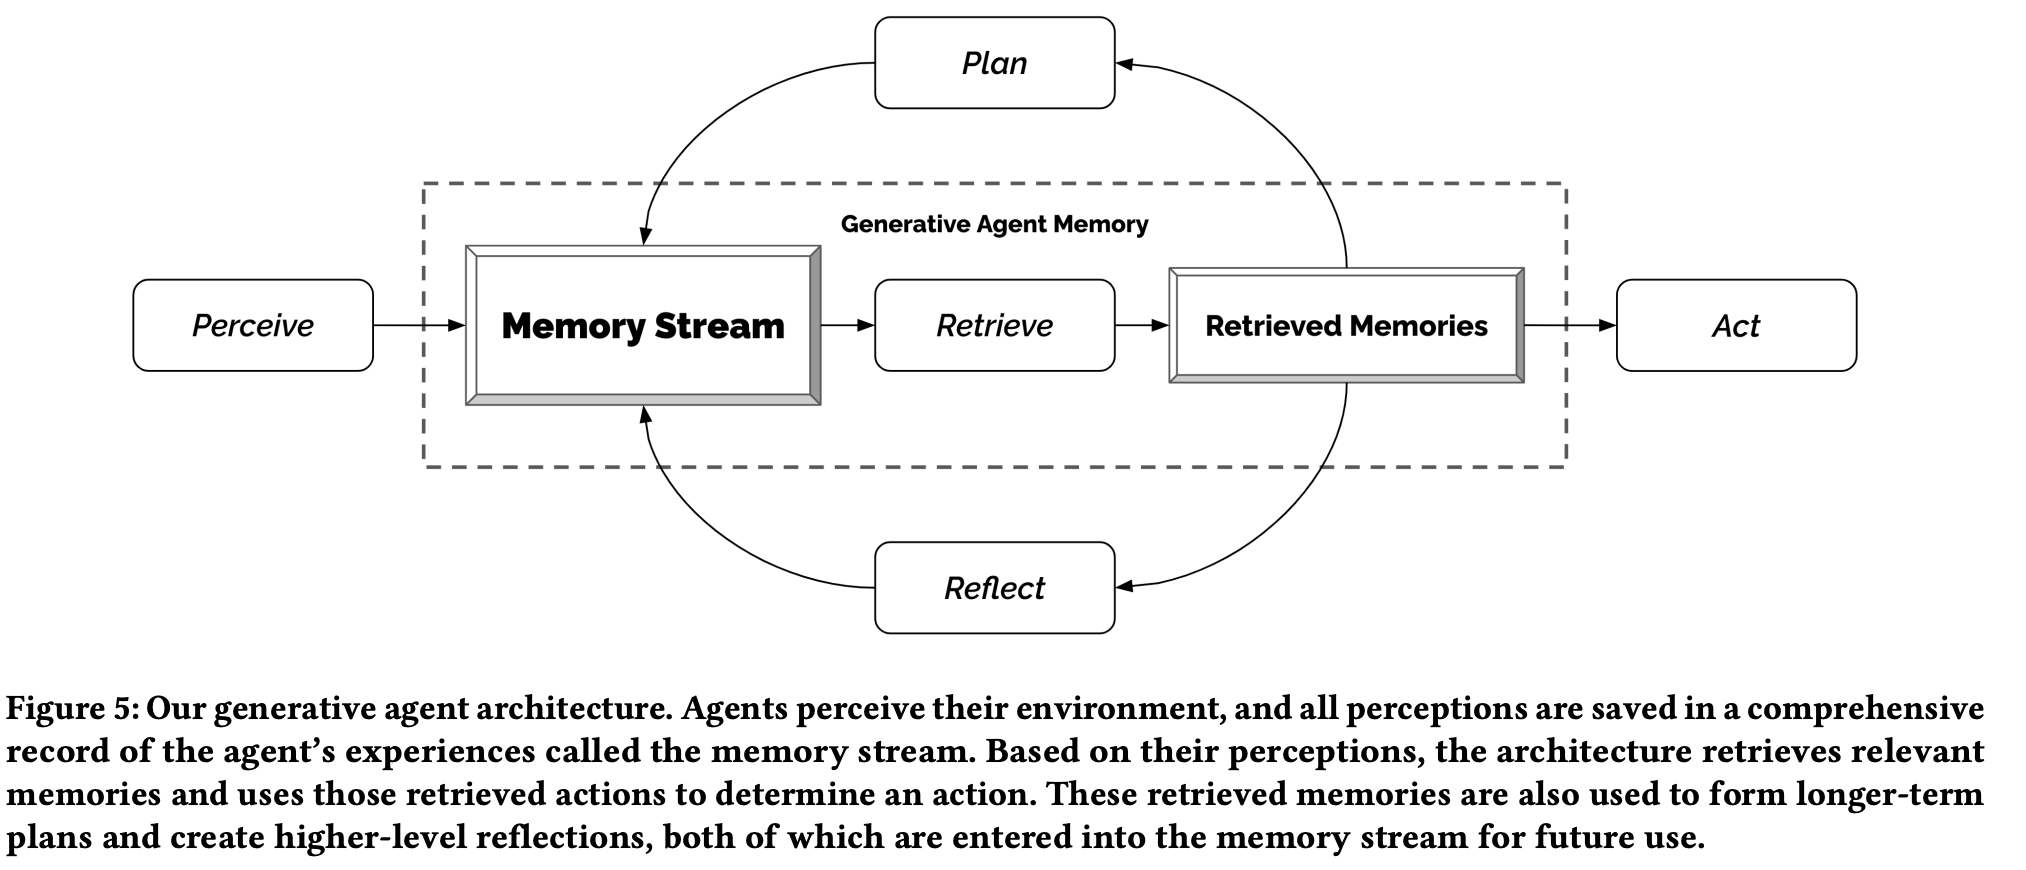 Plan
Generative Agent Memory
Perceive
Memory Stream
Retrieve
Retrieved Memories
Act
Reflect
Figure 5: Our generative agent architecture. Agents perceive their environment, and all perceptions are saved in a comprehensive
record of the agent’s experiences called the memory stream. Based on their perceptions, the architecture retrieves relevant
memories and uses those retrieved actions to determine an action. These retrieved memories are also used to form longer-term
plans and create higher-level reflections, both of which are entered into the memory stream for future use.